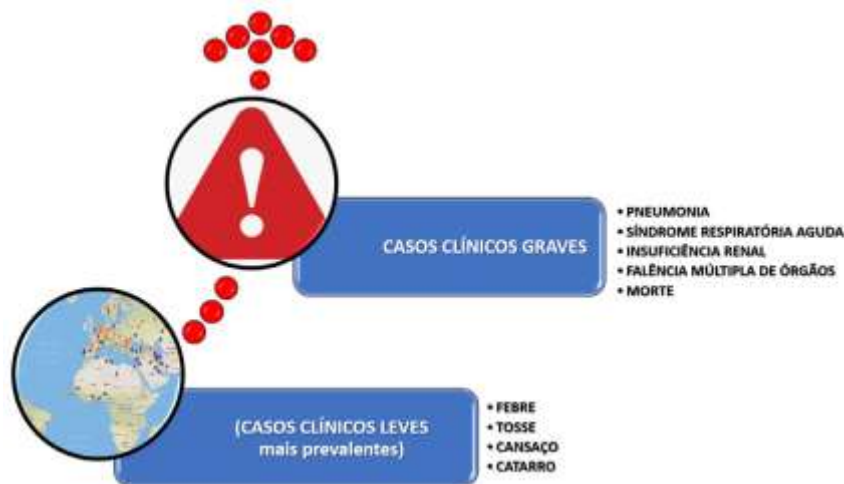 CASOS CLÍNICOS GRAVES
• PNEUMONIA
• SÍNDROME RESPIRATÓRIA AGUDA
• INSUFICIÊNCIA RENAL
• FALÊNCIA MÚLTIPLA DE ÓRGÃOS
• MORTE
(CASOS CLÍNICOS LEVES
mais prevalentes)
• FEBRE
• TOSSE
• CANSAÇO
• CATARRO